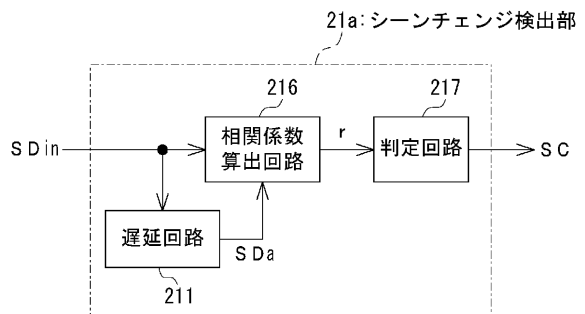 21a:シーンチェンジ検出部
216
217
SDin
相関係数
算出回路
r
判定回路
SC
遅延回路
SDa
211